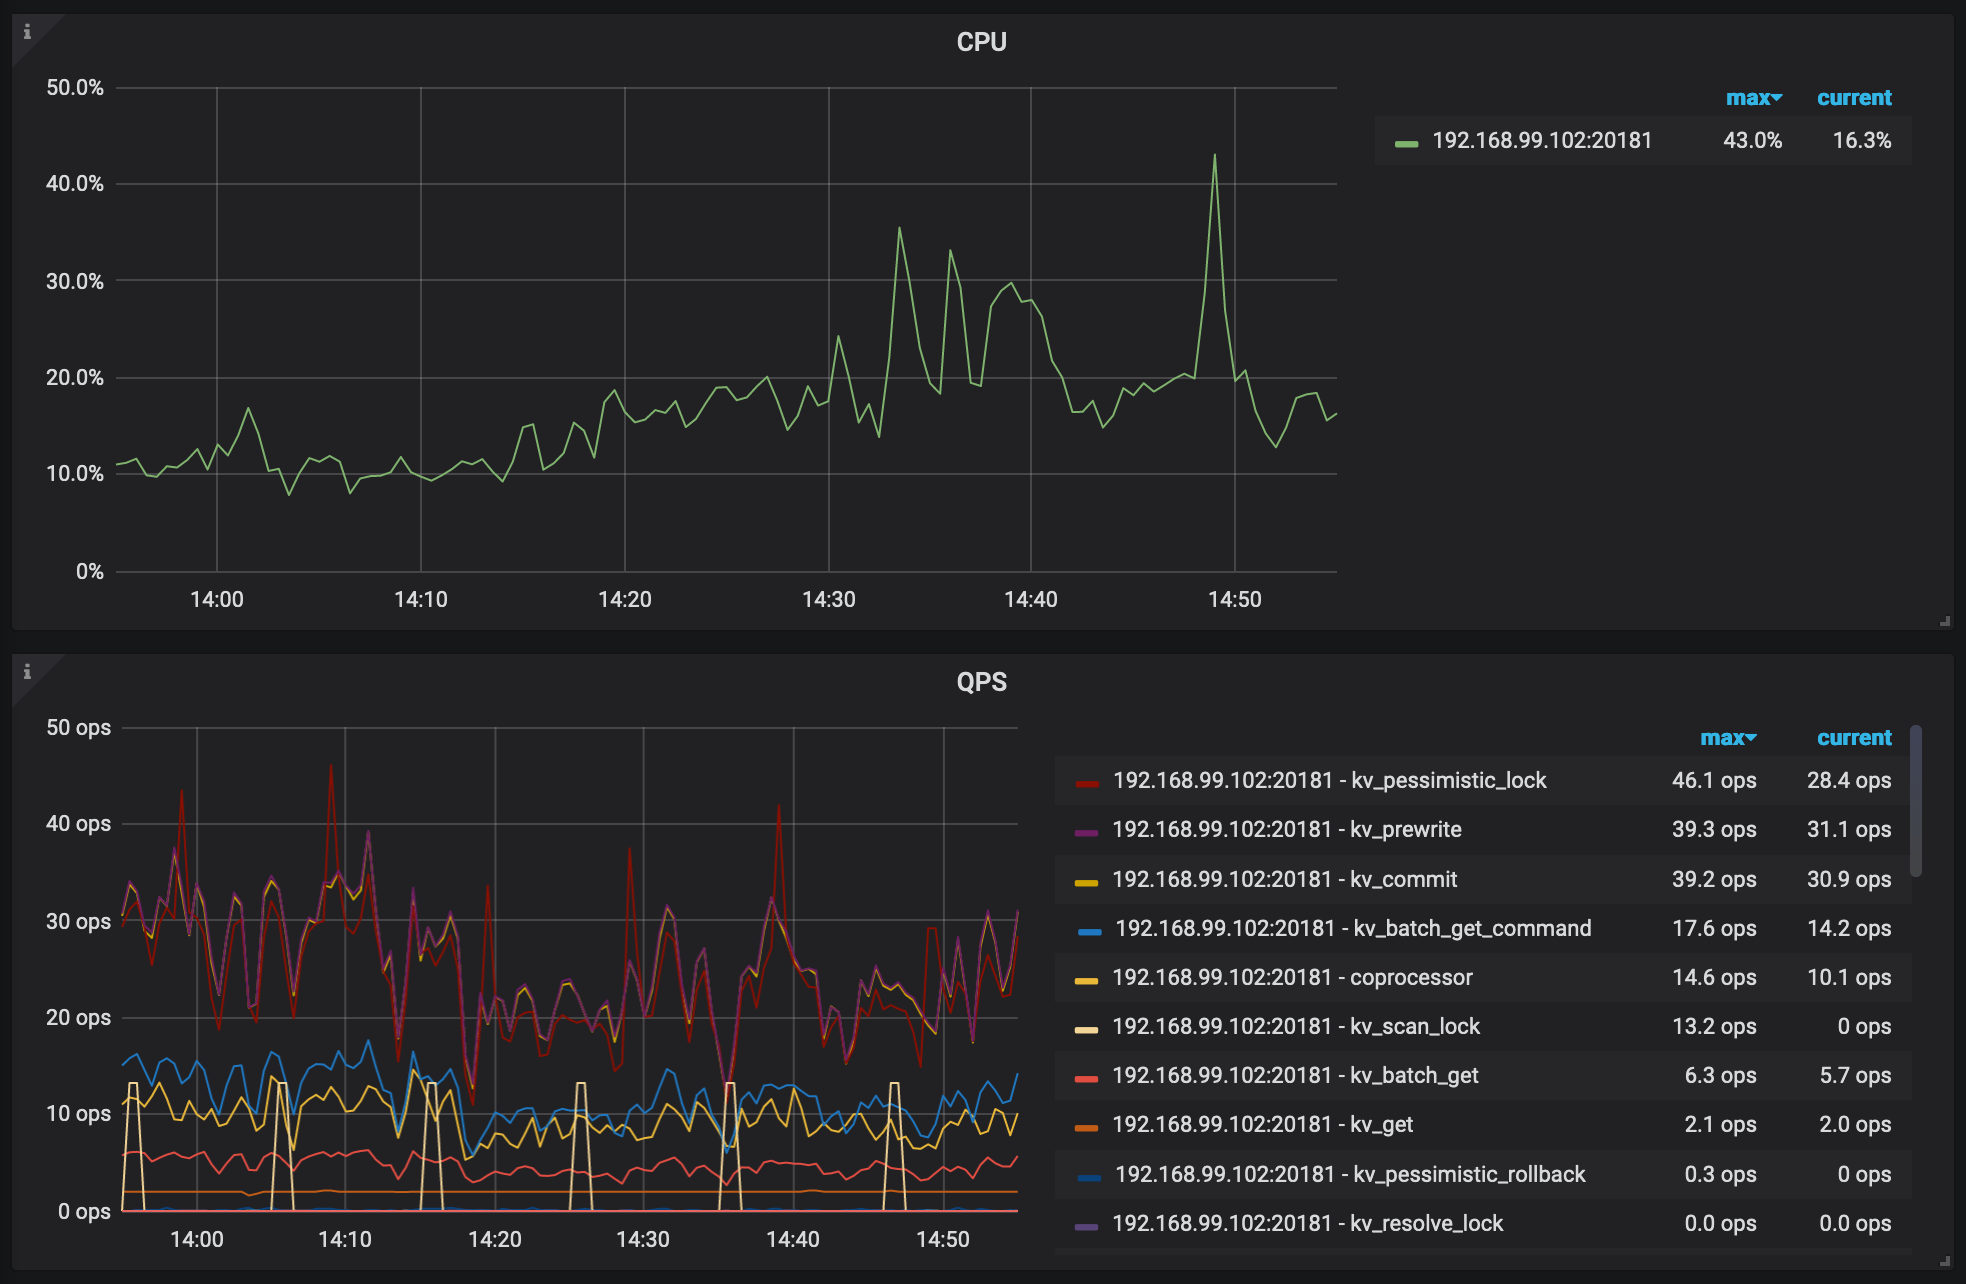 CPU
50.0%
40.0%
30.0%
20.0%
10.0%
0%
14:00 14:10 14:20 14:30 14:40 14:50
max current
192.168.99.102:20181 43.0% 16.3%
QPS
50 ops
40 ops
30 ops
20 ops
10 ops
0 ops
14:00 14:10 14:20 14:30 14:40 14:50
max current
192.168.99.102:20181 - kv_pessimistic_lock 46.1 ops 28.4 ops
192.168.99.102:20181 - kv_prewrite 39.3 ops 31.1 ops
192.168.99.102:20181 - kv_commit 39.2 ops 30.9 ops
192.168.99.102:20181 - kv_batch_get_command 17.6 ops 14.2 ops
192.168.99.102:20181 - coprocessor 14.6 ops 10.1 ops
192.168.99.102:20181 - kv_scan_lock 13.2 ops 0 ops
192.168.99.102:20181 - kv_batch_get 6.3 ops 5.7 ops
192.168.99.102:20181 - kv_get 2.1 ops 2.0 ops
192.168.99.102:20181 - kv_pessimistic_rollback 0.3 ops 0 ops
192.168.99.102:20181 - kv_resolve_lock 0.0 ops 0.0 ops